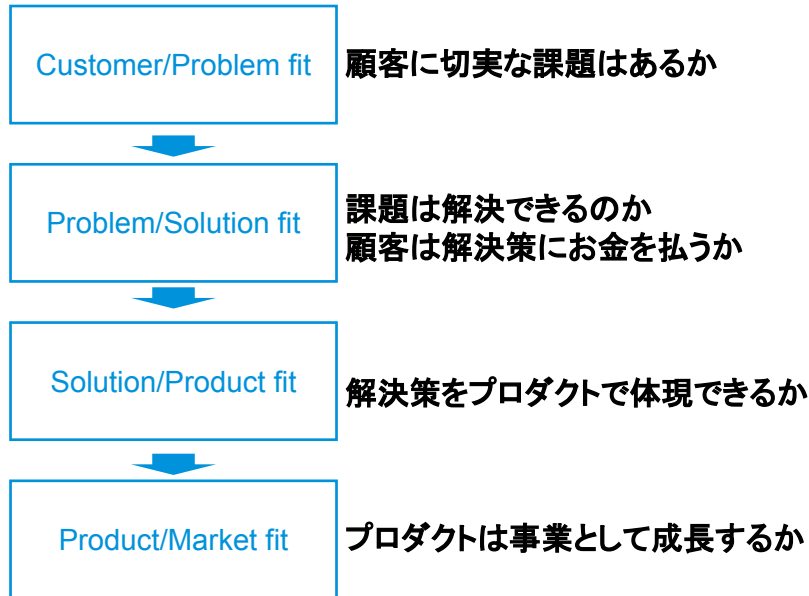 Customer/Problem fit
顧客に切実な課題はあるか
Problem/Solution fit
課題は解決できるのか
顧客は解決策にお金を払うか
Solution/Product fit
解決策をプロダクトで体現できるか
Product/Market fit
プロダクトは事業として成長するか